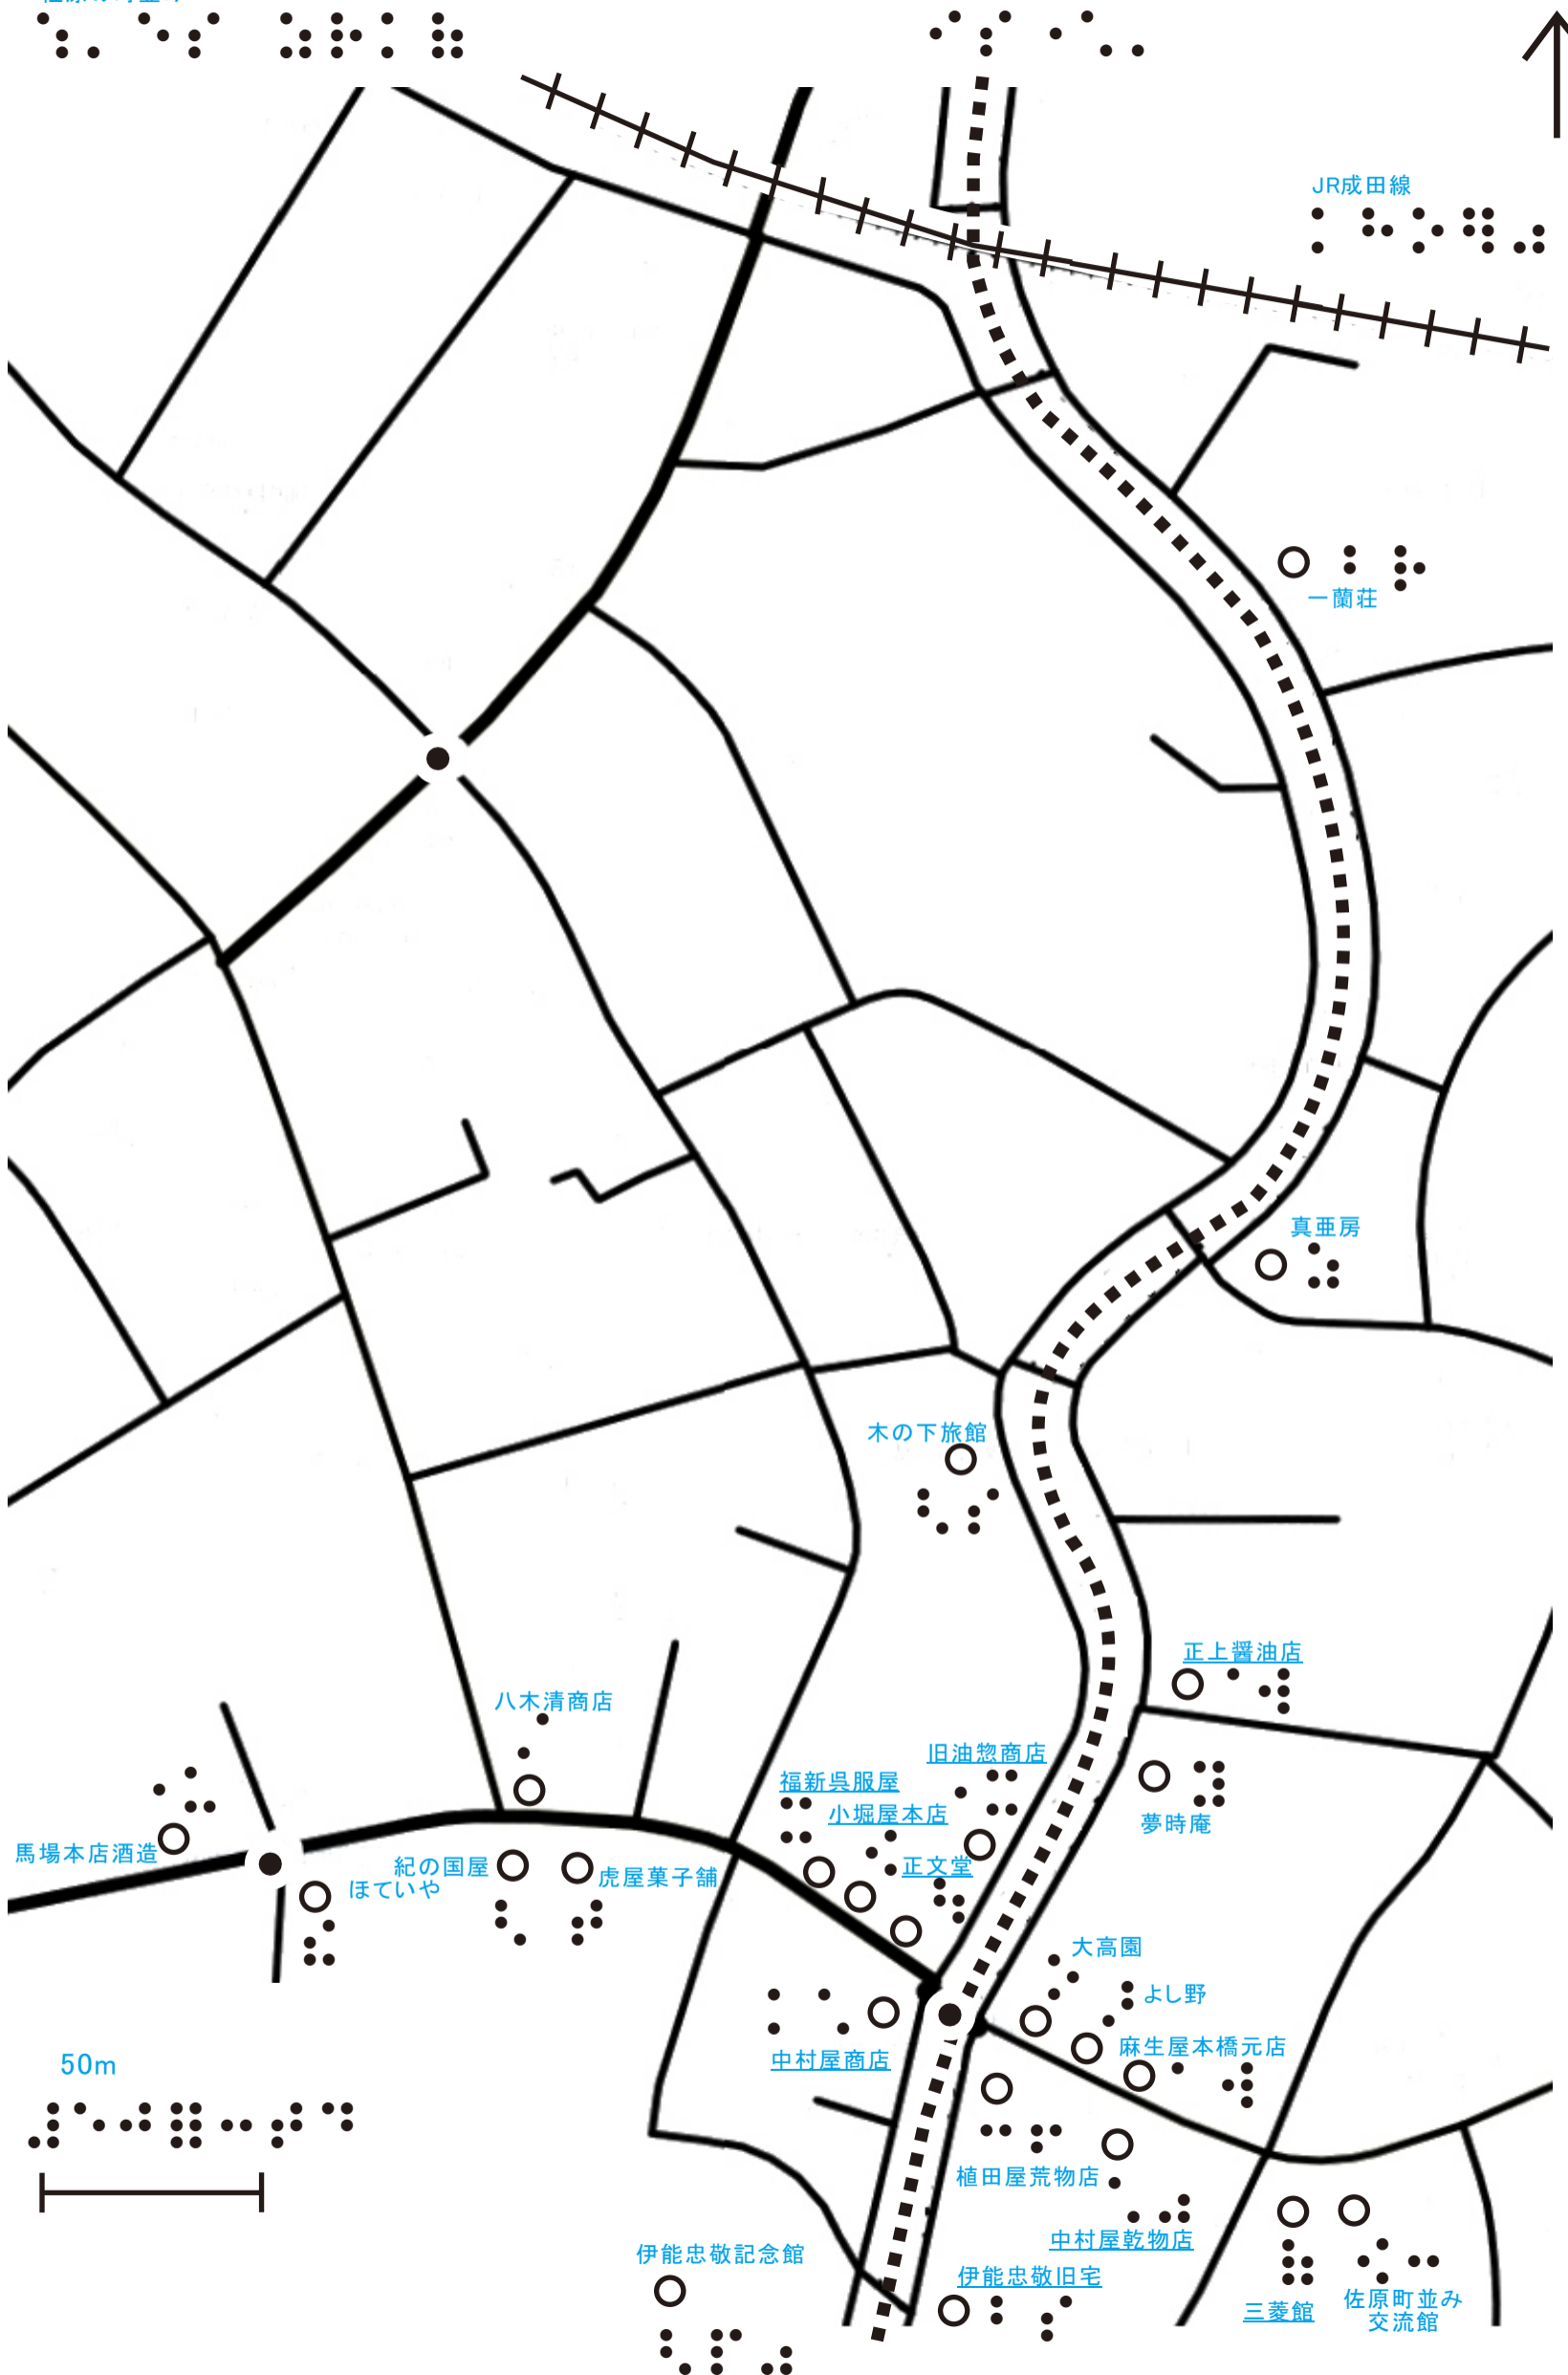 JR成田線
一蘭荘
真亜房
木の下旅館
正上醤油店
八木清商店
旧油惣商店
福新呉服屋
小堀屋本店
夢時庵
馬場本店酒造
紀の国屋
虎屋菓子舗
正文堂
ほていや
大高園
よし野
中村屋商店
麻生屋本橋元店
50m
植田屋荒物店
中村屋乾物店
伊能忠敬記念館
伊能忠敬旧宅
三菱館
佐原町並み
交流館